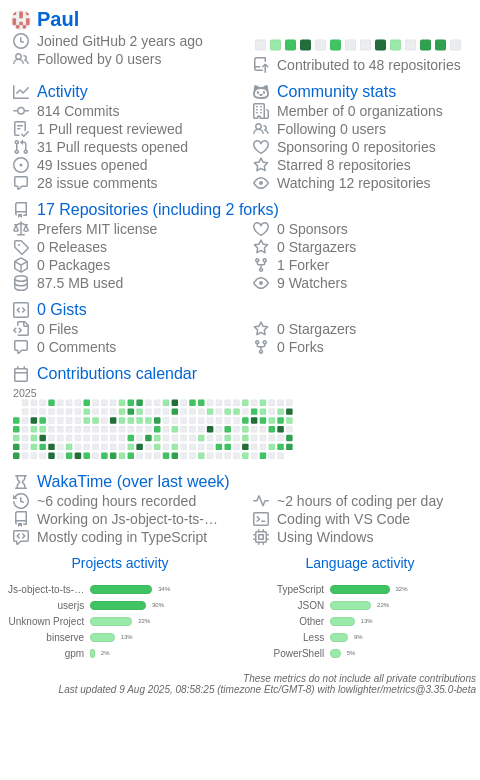 Paul
Joined GitHub 2 years ago
Followed by 0 users
Contributed to 48 repositories
Activity
814 Commits
1 Pull request reviewed
31 Pull requests opened
49 Issues opened
28 issue comments
Community stats
Member of 0 organizations
Following 0 users
Sponsoring 0 repositories
Starred 8 repositories
Watching 12 repositories
17 Repositories (including 2 forks)
Prefers MIT license
0 Releases
0 Packages
87.5 MB used
0 Sponsors
0 Stargazers
1 Forker
9 Watchers
0 Gists
0 Files
0 Comments
0 Stargazers
0 Forks
Contributions calendar
2025
WakaTime (over last week)
~6 coding hours recorded
Working on Js-object-to-ts-…
Mostly coding in TypeScript
~2 hours of coding per day
Coding with VS Code
Using Windows
Projects activity
Js-object-to-ts-… 34%
userjs 30%
Unknown Project 22%
binserve 13%
gpm 2%
Language activity
TypeScript 32%
JSON 22%
Other 13%
Less 9%
PowerShell 5%
These metrics do not include all private contributions
Last updated 9 Aug 2025, 08:58:25 (timezone Etc/GMT-8) with lowlighter/metrics@3.35.0-beta